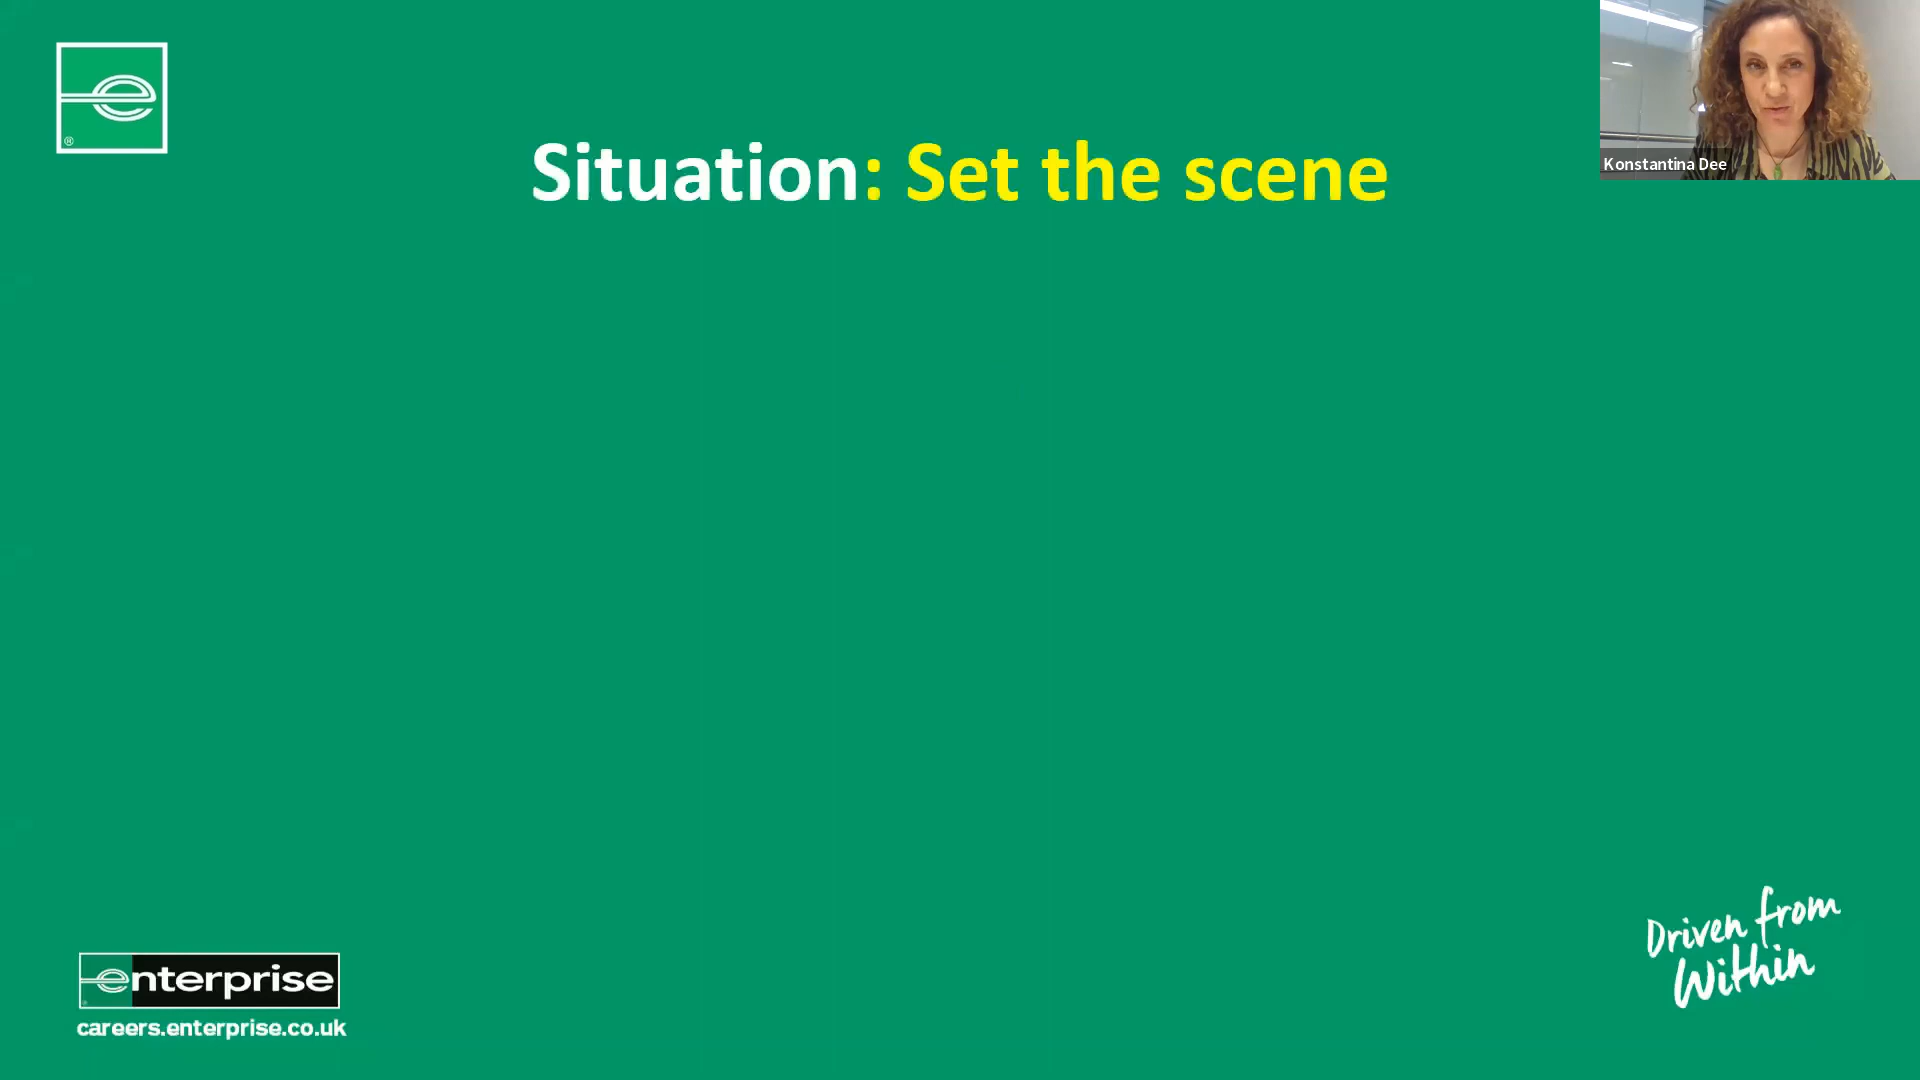 Situation: Set the scene
Konstantina Dee
®
Driven from
Within
enterprise
careers.enterprise.co.uk